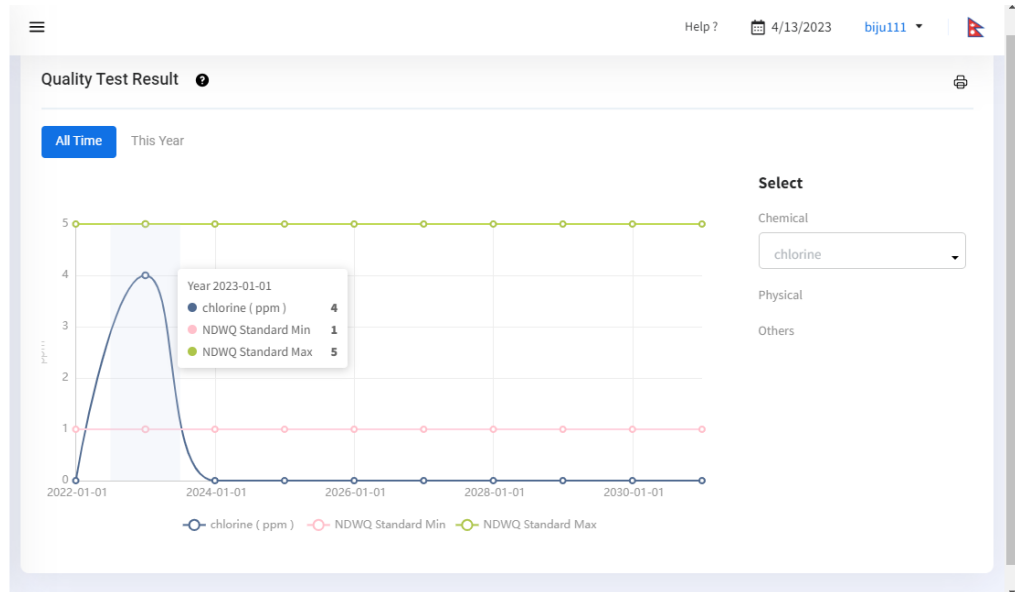 Help ? 4/13/2023 biju111
Quality Test Result ?
All Time This Year
Select
Chemical
chlorine
Physical
Others
5
4
3
2
1
0
ppm
Year 2023-01-01
chlorine ( ppm ) 4
NDWQ Standard Min 1
NDWQ Standard Max 5
2022-01-01 2024-01-01 2026-01-01 2028-01-01 2030-01-01
chlorine ( ppm ) NDWQ Standard Min NDWQ Standard Max